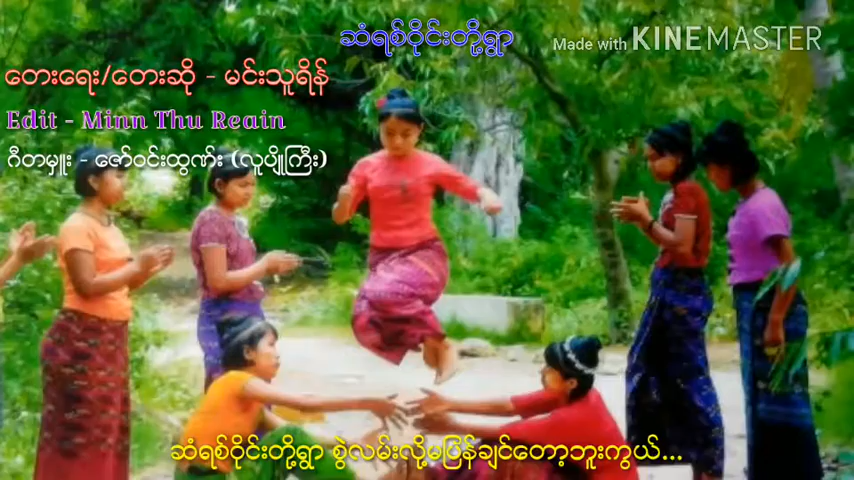 ဆံရစ်ဝိုင်းတို့ရွာ
Made with KINEMASTER
တေးရေး/တေးဆို - မင်းသူရိန်
Edit - Minn Thu Reain
ဂီတမှူး - ဇော်ဝင်းထွဏ်း (လူပျိုကြီး)
ဆံရစ်ဝိုင်းတို့ရွာ စွဲလမ်းလို့မပြန်ချင်တော့ဘူးကွယ်...